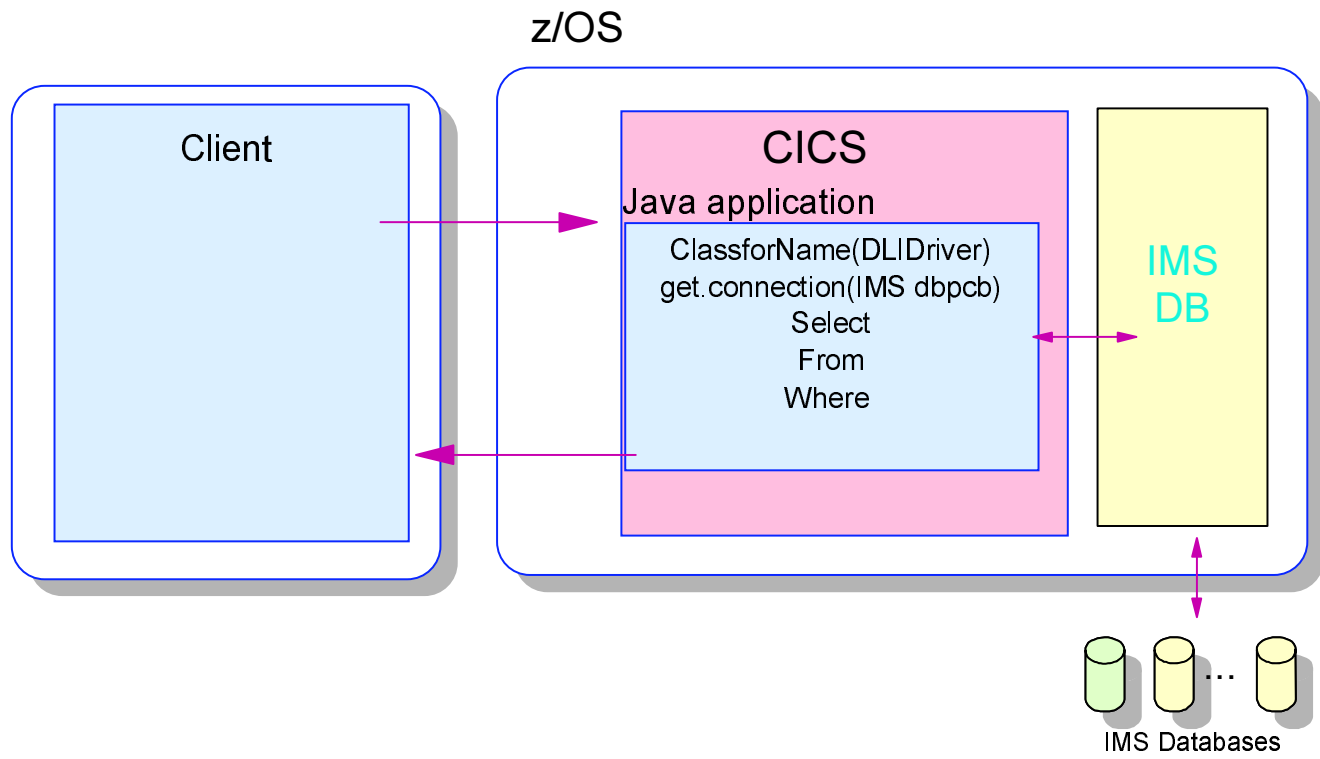 z/OS
Client
CICS
Java application
ClassforName(DLIDriver)
get.connection(IMS dbpcb)
Select
From
Where
IMS
DB
...
IMS Databases